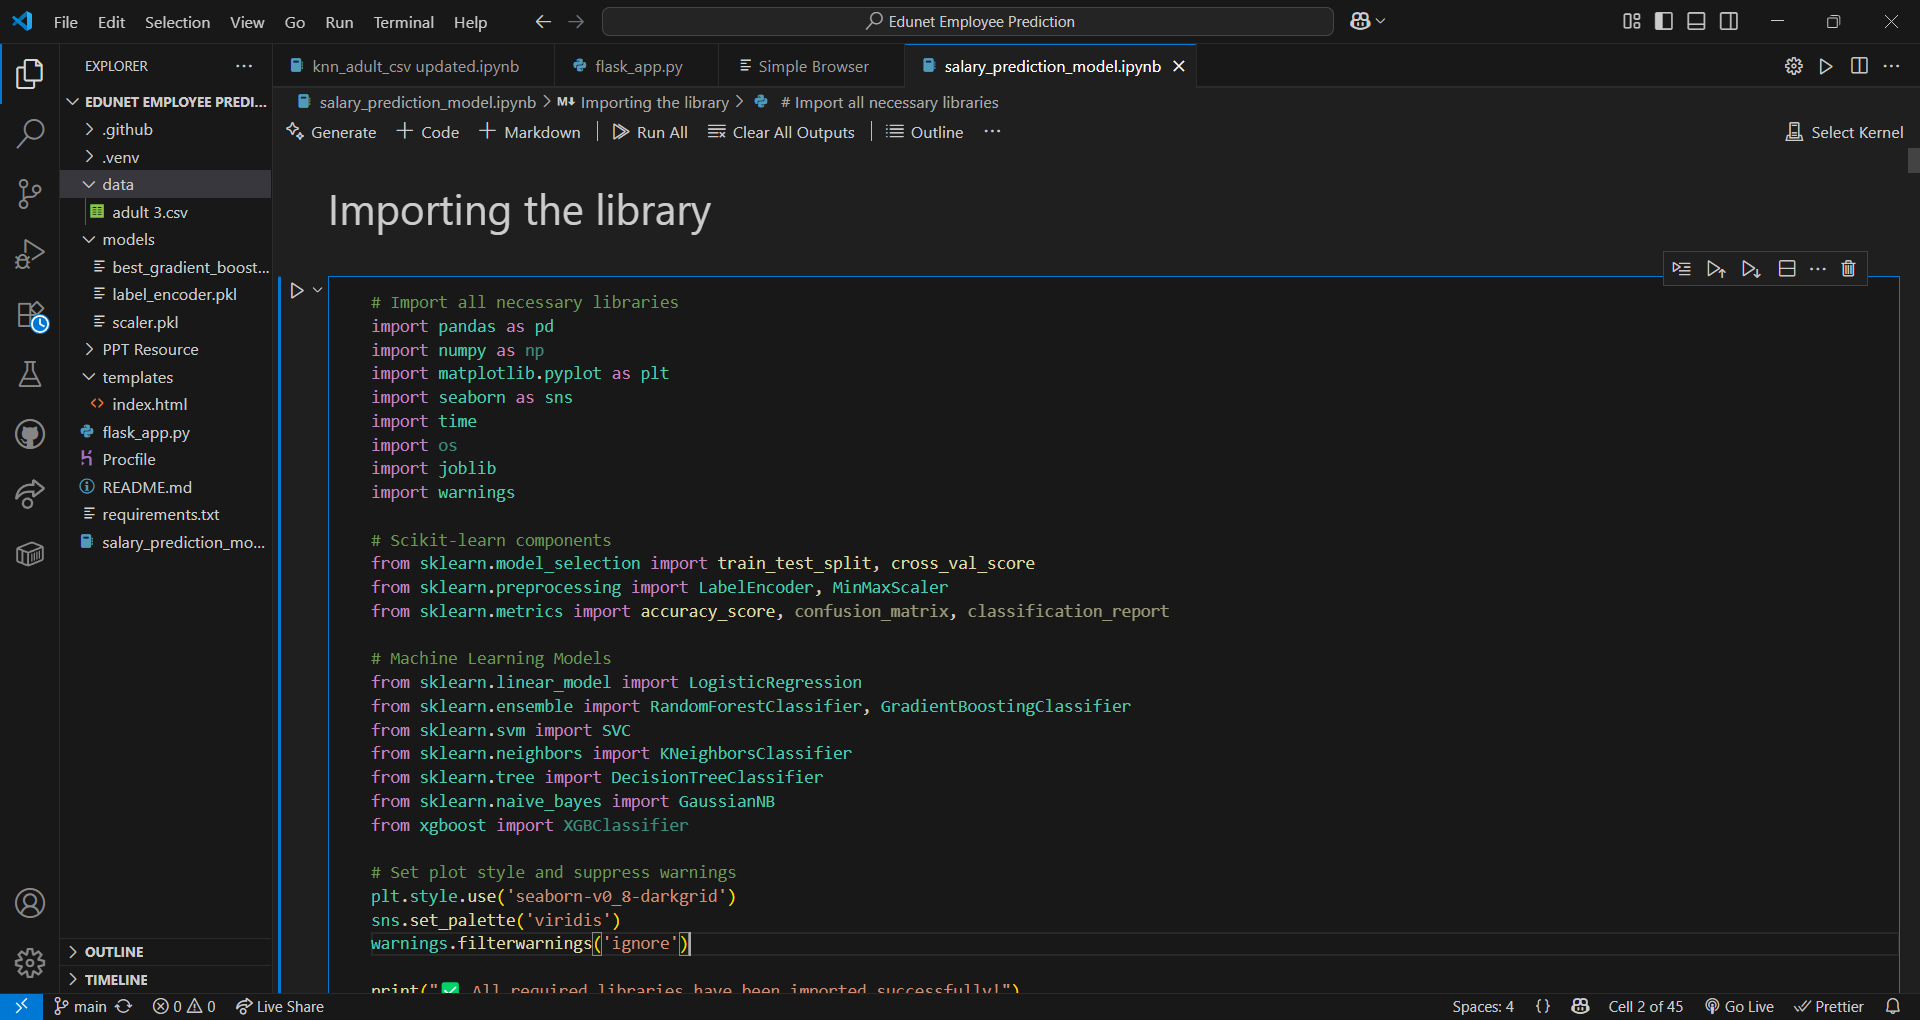 File Edit Selection View Go Run Terminal Help
Edunet Employee Prediction
EXPLORER
EDUNET EMPLOYEE PREDI...
.github
.venv
data
adult 3.csv
models
best_gradient_boost...
label_encoder.pkl
scaler.pkl
PPT Resource
templates
index.html
flask_app.py
Procfile
README.md
requirements.txt
salary_prediction_mo...
OUTLINE
TIMELINE
knn_adult_csv updated.ipynb
flask_app.py
Simple Browser
salary_prediction_model.ipynb
salary_prediction_model.ipynb > M↓ Importing the library > # Import all necessary libraries
Generate + Code + Markdown Run All Clear All Outputs Outline ...
Select Kernel
Importing the library
# Import all necessary libraries
import pandas as pd
import numpy as np
import matplotlib.pyplot as plt
import seaborn as sns
import time
import os
import joblib
import warnings
# Scikit-learn components
from sklearn.model_selection import train_test_split, cross_val_score
from sklearn.preprocessing import LabelEncoder, MinMaxScaler
from sklearn.metrics import accuracy_score, confusion_matrix, classification_report
# Machine Learning Models
from sklearn.linear_model import LogisticRegression
from sklearn.ensemble import RandomForestClassifier, GradientBoostingClassifier
from sklearn.svm import SVC
from sklearn.neighbors import KNeighborsClassifier
from sklearn.tree import DecisionTreeClassifier
from sklearn.naive_bayes import GaussianNB
from xgboost import XGBClassifier
# Set plot style and suppress warnings
plt.style.use('seaborn-v0_8-darkgrid')
sns.set_palette('viridis')
warnings.filterwarnings('ignore')
print("✅ All required libraries have been imported successfully!")
main 0 0 Live Share
Spaces: 4 {} Cell 2 of 45 Go Live Prettier